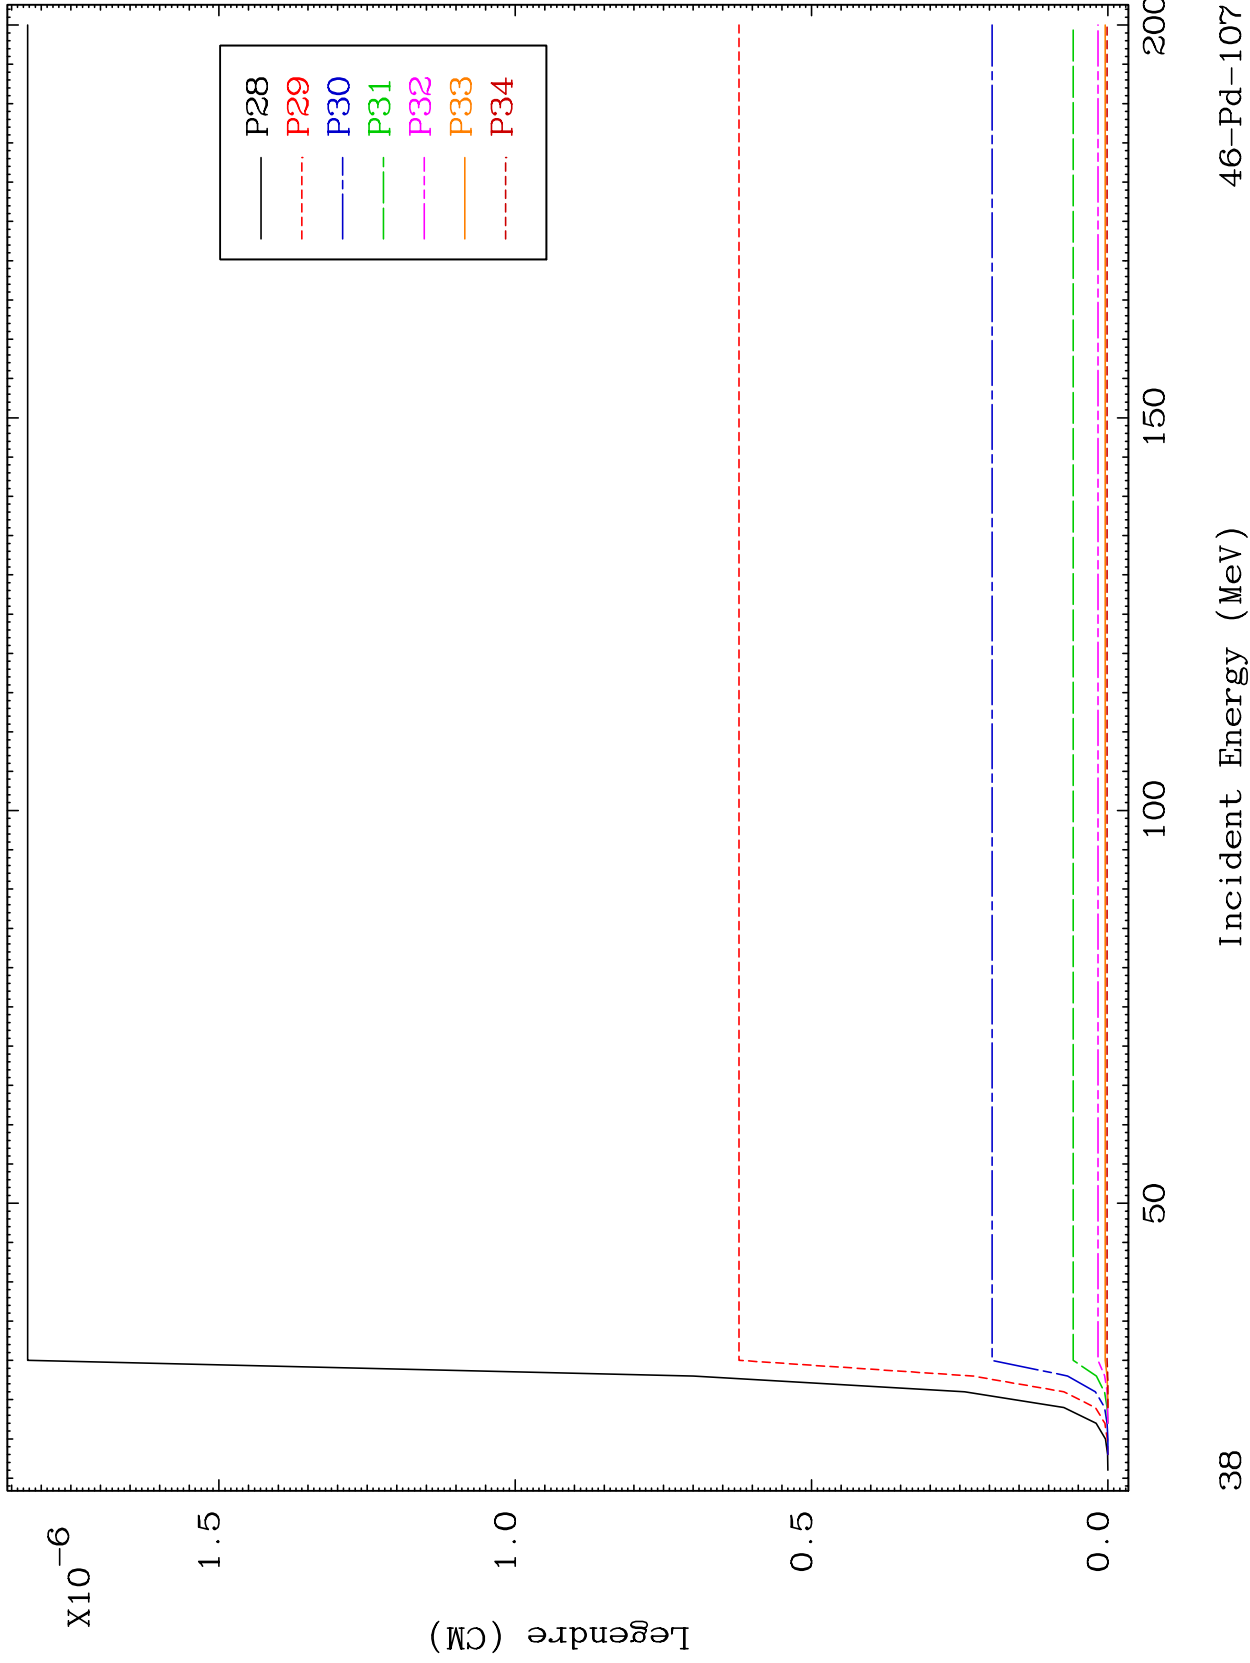 X10-6
1.5
1.0
0.5
0.0
Legendre (CM)
P28
P29
P30
P31
P32
P33
P34
50
100
150
200
Incident Energy (MeV)
38
46-Pd-107